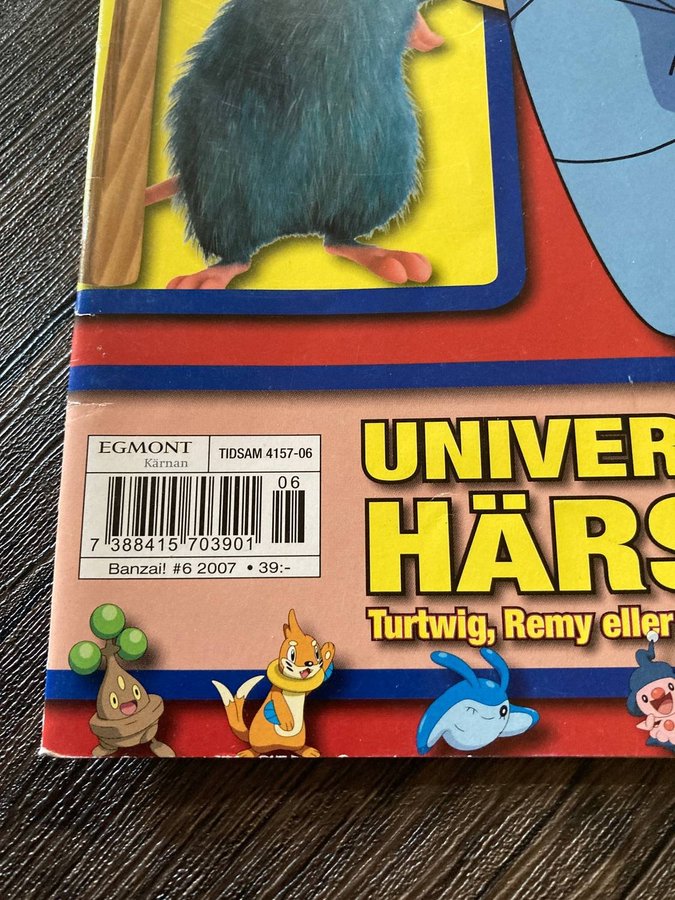 EGMONT
Kärnan
TIDSAM 4157-06
06
7 388415 703901
Banzai! #6 2007 • 39:-
UNIVER
HÄRS
Turtwig, Remy eller